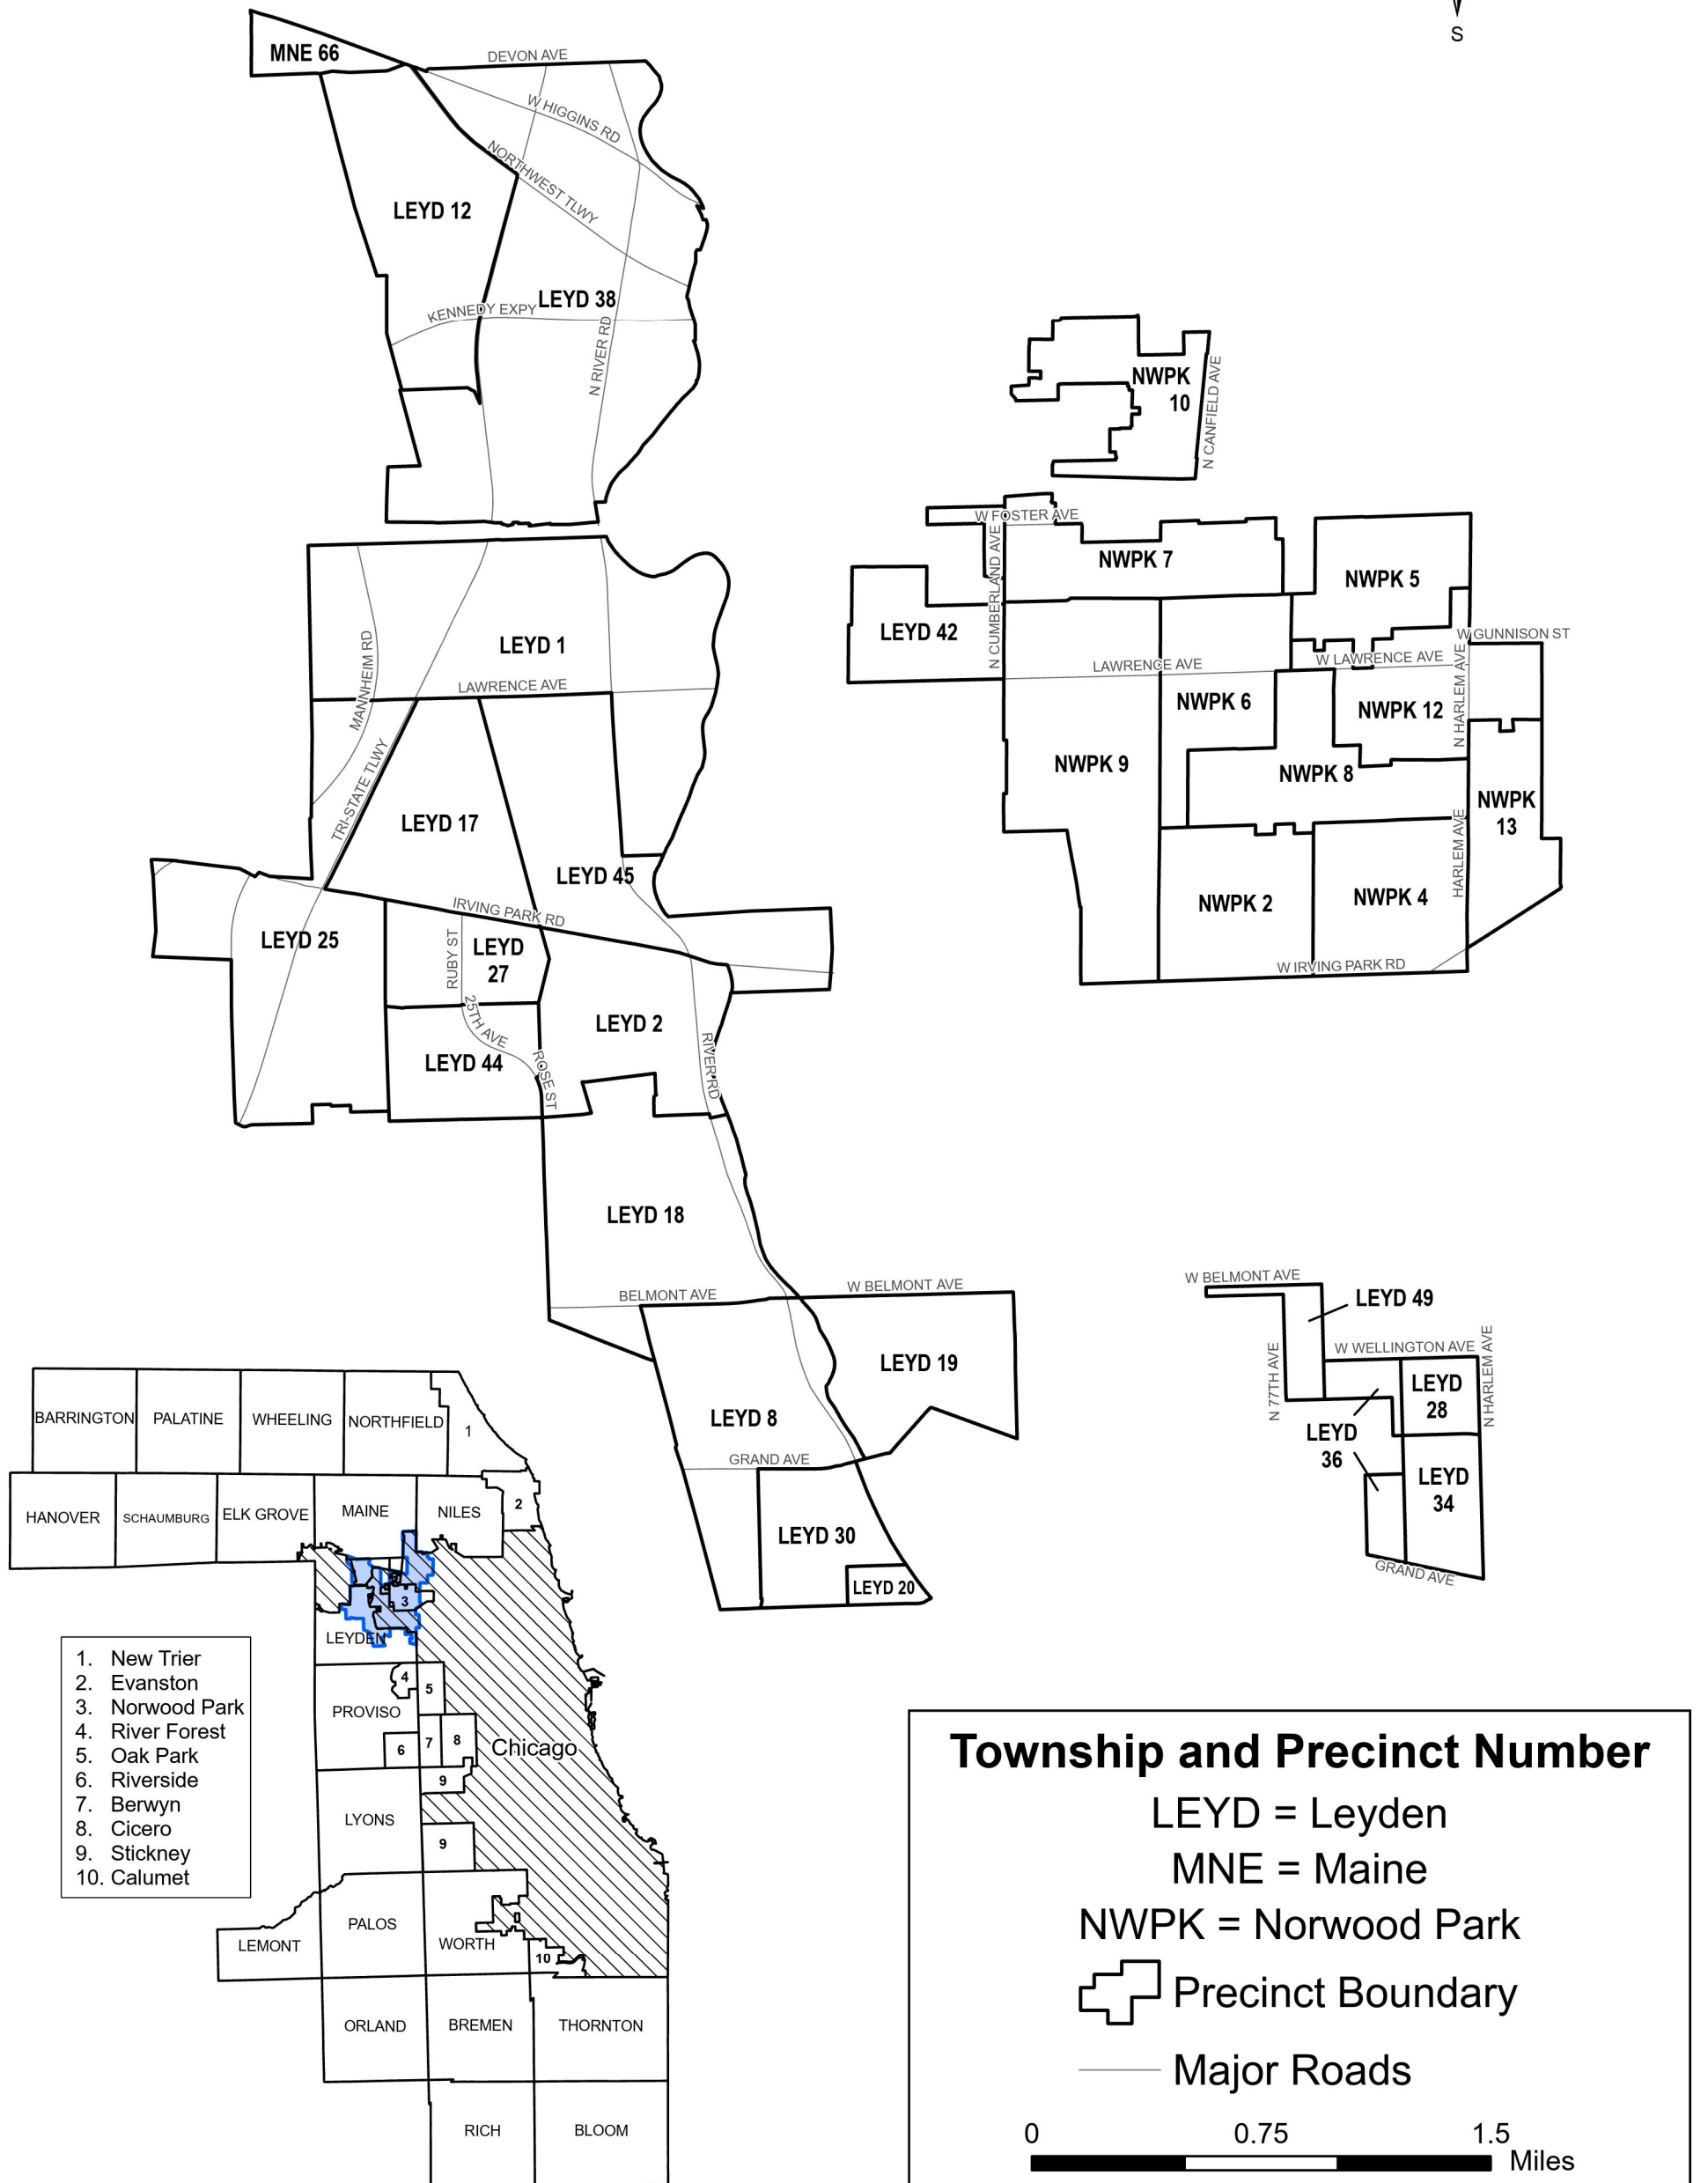 S
MNE 66
DEVON AVE
W HIGGINS RD
NORTHWEST TLWY
LEYD 12
LEYD 38
KENNEDY EXPY
N RIVER RD
NWPK
10
N CANFIELD AVE
W FOSTER AVE
NWPK 7
NWPK 5
N CUMBERLAND AVE
LEYD 42
W GUNNISON ST
LAWRENCE AVE
W LAWRENCE AVE
NWPK 6
NWPK 12
N HARLEM AVE
NWPK 9
NWPK 8
NWPK
13
HARLEM AVE
NWPK 2
NWPK 4
W IRVING PARK RD
LEYD 1
MANNHEIM RD
LAWRENCE AVE
TRI-STATE TLWY
LEYD 17
LEYD 45
IRVING PARK RD
LEYD 25
RUBY ST
LEYD
27
25TH AVE
LEYD 2
LEYD 44
ROSE ST
RIVER RD
LEYD 18
BELMONT AVE
W BELMONT AVE
LEYD 19
LEYD 8
GRAND AVE
LEYD 30
LEYD 20
W BELMONT AVE
LEYD 49
W WELLINGTON AVE
N HARLEM AVE
N 77TH AVE
LEYD
28
LEYD
36
LEYD
34
GRAND AVE
BARRINGTON
PALATINE
WHEELING
NORTHFIELD
1
HANOVER
SCHAUMBURG
ELK GROVE
MAINE
NILES
2
3
LEYDEN
4
5
PROVISO
6
7
8
Chicago
9
LYONS
9
PALOS
LEMONT
WORTH
10
ORLAND
BREMEN
THORNTON
RICH
BLOOM
1. New Trier
2. Evanston
3. Norwood Park
4. River Forest
5. Oak Park
6. Riverside
7. Berwyn
8. Cicero
9. Stickney
10. Calumet
Township and Precinct Number
LEYD = Leyden
MNE = Maine
NWPK = Norwood Park
Precinct Boundary
Major Roads
0 0.75 1.5
Miles